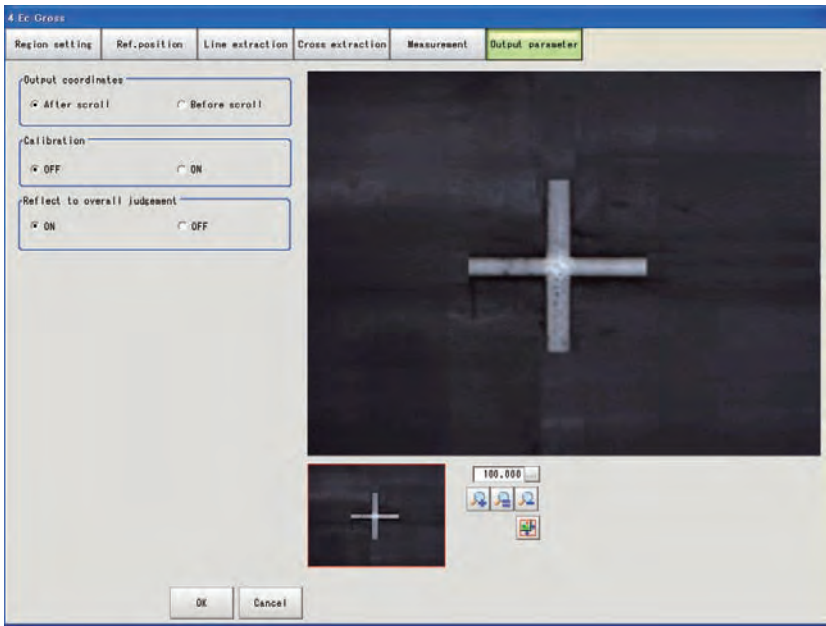 4.Ec Cross
Region setting Ref.position Line extraction Cross extraction Measurement Output parameter
Output coordinates
After scroll Before scroll
Calibration
OFF ON
Reflect to overall judgement
ON OFF
100.000
OK Cancel